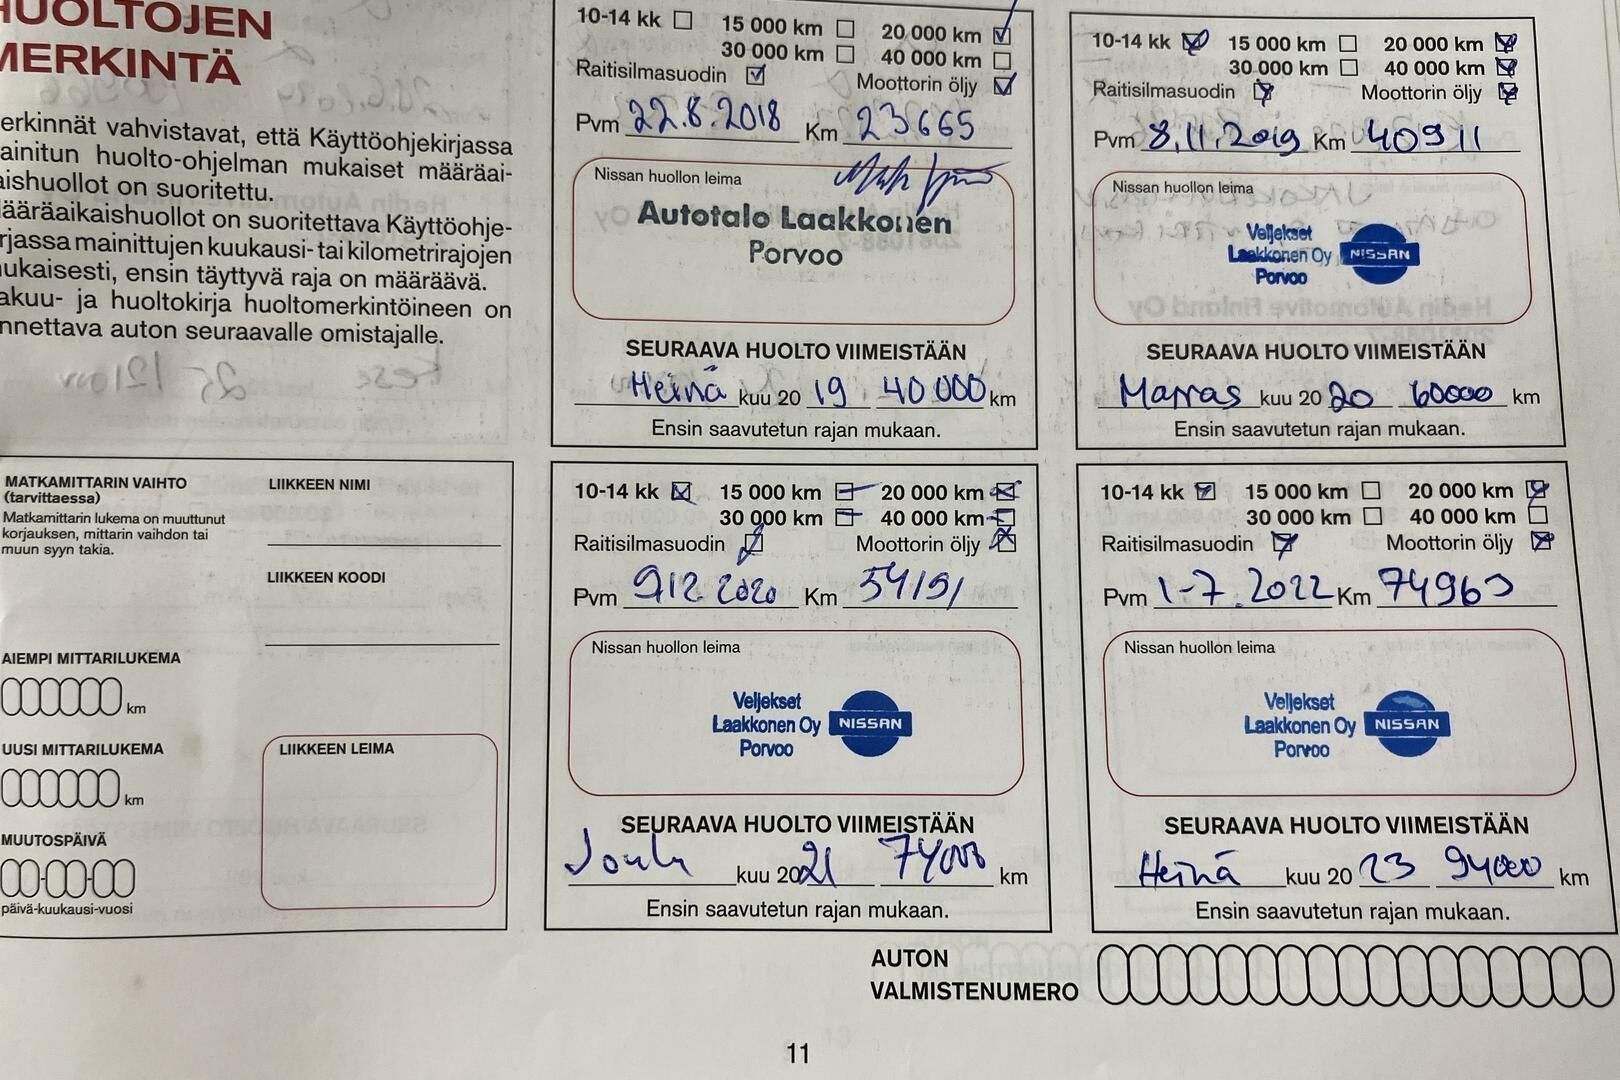 HUOLTOJEN
MERKINTÄ
erkinnät vahvistavat, että Käyttöohjekirjassa
ainitun huolto-ohjelman mukaiset määräai-
aishuollot on suoritettu.
ääräaikaishuollot on suoritettava Käyttöohje-
rjassa mainittujen kuukausi- tai kilometrirajojen
ukaisesti, ensin täyttyvä raja on määräävä.
akuu- ja huoltokirja huoltomerkintöineen on
nnettava auton seuraavalle omistajalle.
MATKAMITTARIN VAIHTO
(tarvittaessa)
Matkamittarin lukema on muuttunut
korjauksen, mittarin vaihdon tai
muun syyn takia.
AIEMPI MITTARILUKEMA
km
UUSI MITTARILUKEMA
km
MUUTOSPÄIVÄ
päivä-kuukausi-vuosi
LIIKKEEN NIMI
LIIKKEEN KOODI
LIIKKEEN LEIMA
10-14 kk 15 000 km 20 000 km
30 000 km 40 000 km
Raitisilmasuodin Moottorin öljy
Pvm 22.8.2018 Km 23665
Nissan huollon leima
Autotalo Laakkonen
Porvoo
SEURAAVA HUOLTO VIIMEISTÄÄN
Heinä kuu 20 19 40 000 km
Ensin saavutetun rajan mukaan.
10-14 kk 15 000 km 20 000 km
30 000 km 40 000 km
Raitisilmasuodin Moottorin öljy
Pvm 8.11.2019 Km 40911
Nissan huollon leima
Veljekset
Laakkonen Oy NISSAN
Porvoo
SEURAAVA HUOLTO VIIMEISTÄÄN
Marras kuu 20 20 60000 km
Ensin saavutetun rajan mukaan.
10-14 kk 15 000 km 20 000 km
30 000 km 40 000 km
Raitisilmasuodin Moottorin öljy
Pvm 912 2020 Km 54191
Nissan huollon leima
Veljekset
Laakkonen Oy NISSAN
Porvoo
SEURAAVA HUOLTO VIIMEISTÄÄN
Joulu kuu 20 21 74000 km
Ensin saavutetun rajan mukaan.
10-14 kk 15 000 km 20 000 km
30 000 km 40 000 km
Raitisilmasuodin Moottorin öljy
Pvm 1-7.2022 Km 74963
Nissan huollon leima
Veljekset
Laakkonen Oy NISSAN
Porvoo
SEURAAVA HUOLTO VIIMEISTÄÄN
Heinä kuu 20 23 94000 km
Ensin saavutetun rajan mukaan.
AUTON
VALMISTENUMERO
11